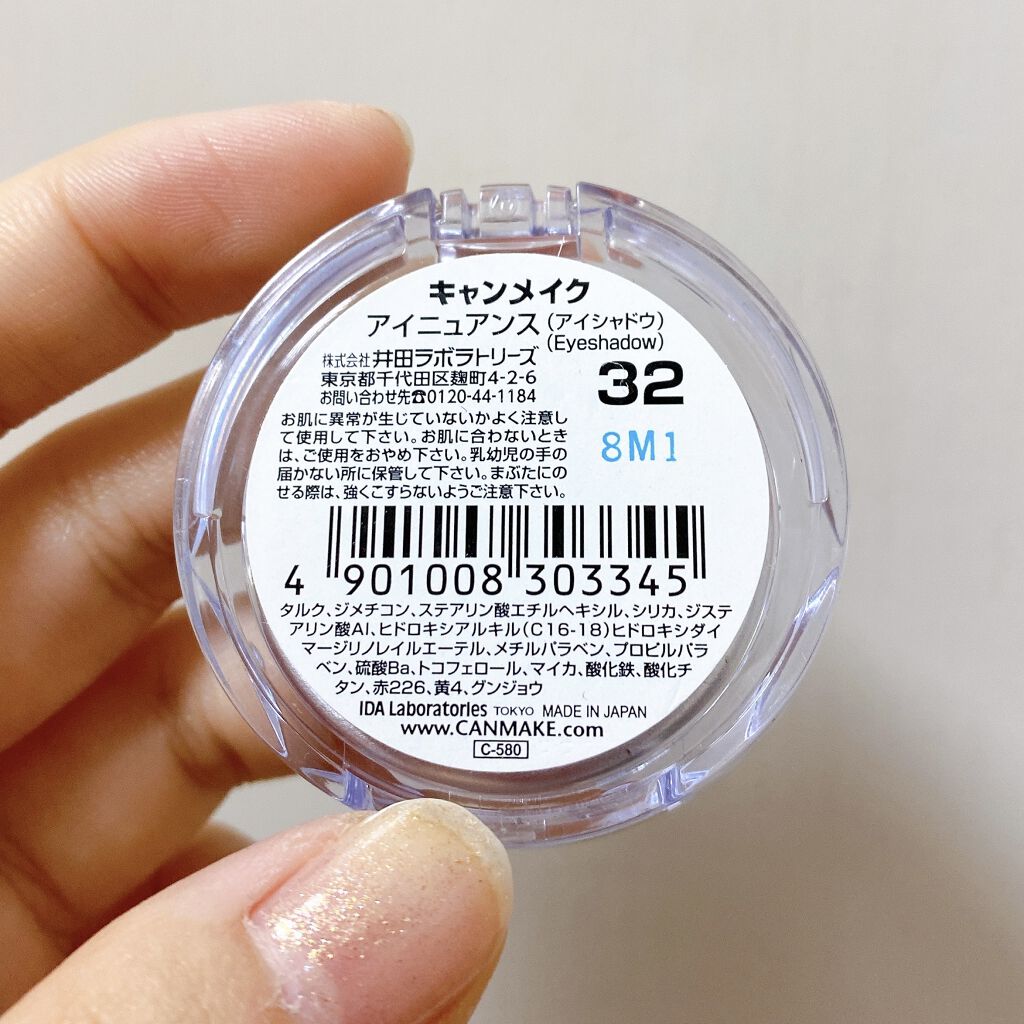 キャンメイク
アイニュアンス(アイシャドウ)
(Eyeshadow)
株式会社 井田ラボラトリーズ
東京都千代田区麹町4-2-6
お問い合わせ先☎0120-44-1184
32
8M1
お肌に異常が生じていないかよく注意し
て使用して下さい。お肌に合わないとき
は、ご使用をおやめ下さい。乳幼児の手の
届かない所に保管して下さい。まぶたにの
せる際は、強くこすらないようご注意下さい。
4 901008 303345
タルク、ジメチコン、ステアリン酸エチルヘキシル、シリカ、ジステ
アリン酸Al、ヒドロキシアルキル(C16-18)ヒドロキシダイ
マージリノレイルエーテル、メチルパラベン、プロピルパラ
ベン、硫酸Ba、トコフェロール、マイカ、酸化鉄、酸化チ
タン、赤226、黄4、グンジョウ
IDA Laboratories TOKYO MADE IN JAPAN
www.CANMAKE.com
C-580